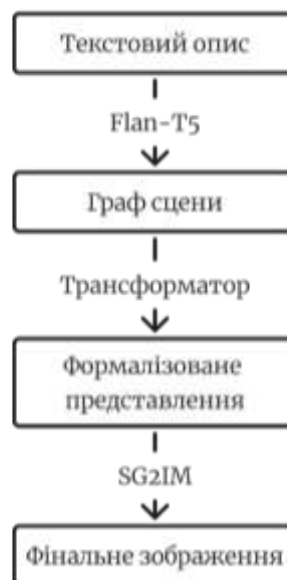 Текстовий опис
Flan-T5
Граф сцени
Трансформатор
Формалізоване
представлення
SG2IM
Фінальне зображення